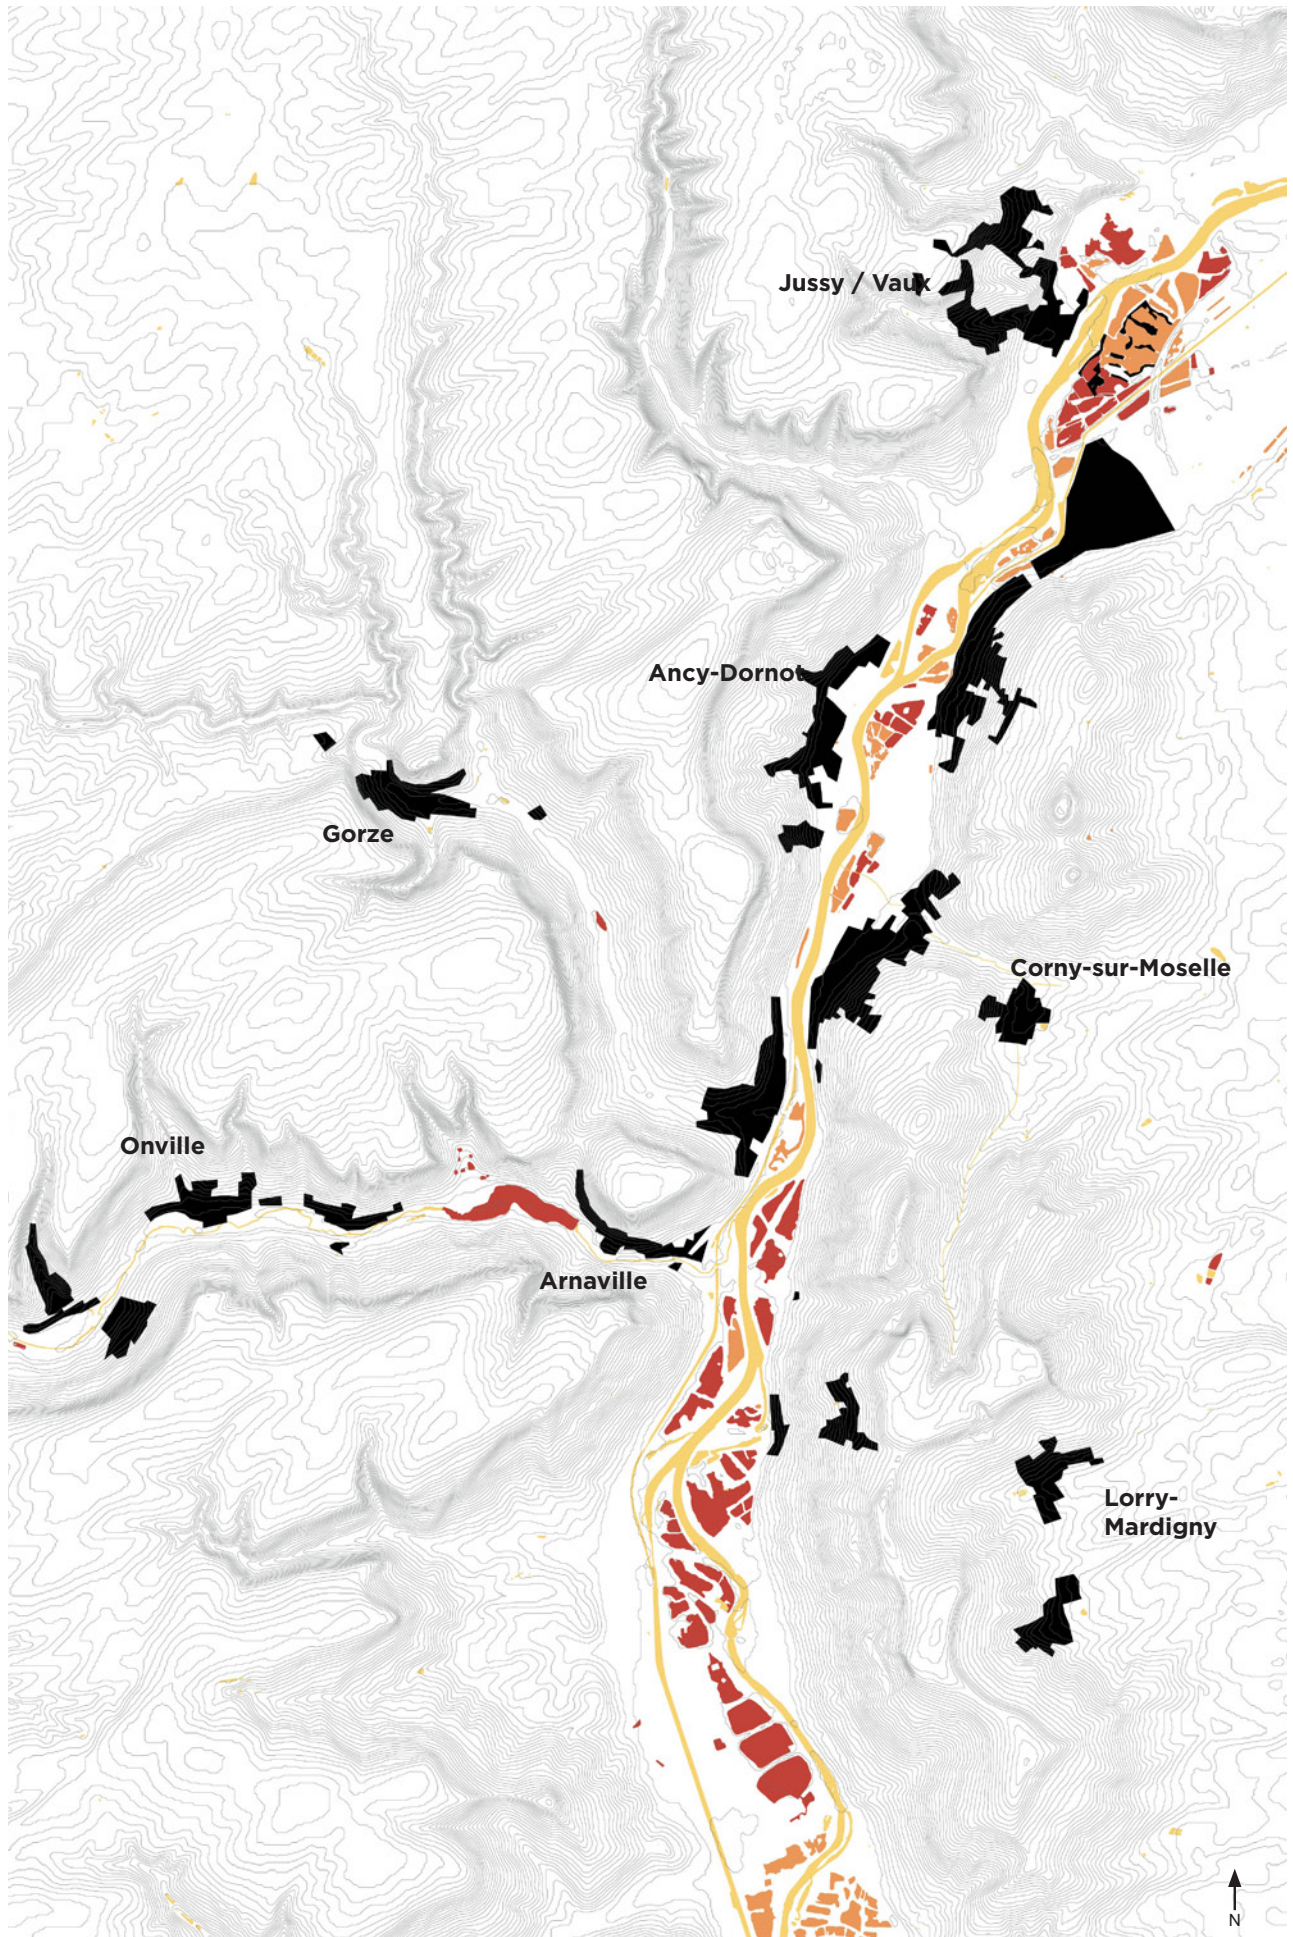 Jussy / Vaux
Ancy-Dornot
Gorze
Corny-sur-Moselle
Onville
Arnaville
Lorry-
Mardigny
N